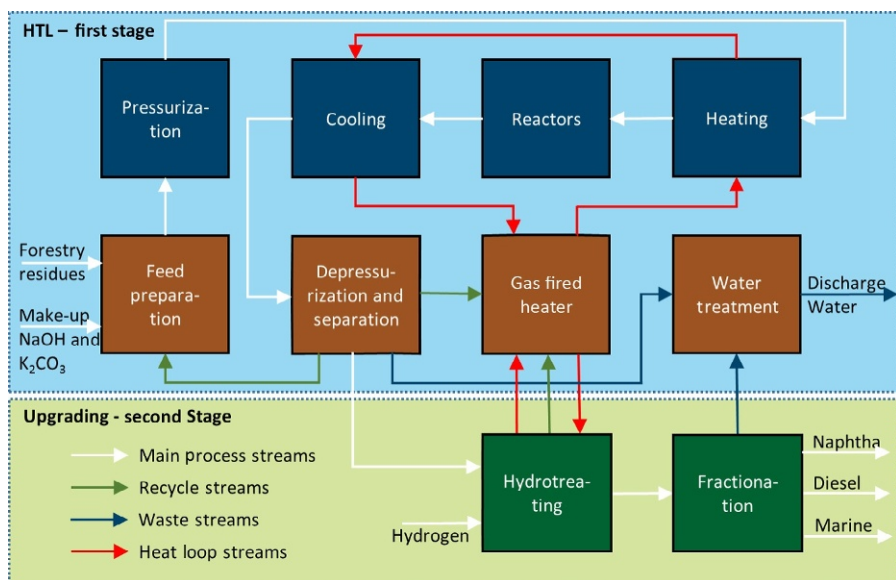 HTL – first stage
Pressuriza-
tion
Cooling
Reactors
Heating
Forestry
residues
Make-up
NaOH and
K₂CO₃
Feed
prepara-
tion
Depressu-
rization and
separation
Gas fired
heater
Water
treatment
Discharge
Water
Upgrading - second Stage
Main process streams
Recycle streams
Waste streams
Heat loop streams
Hydrogen
Hydrotrea-
ting
Fractiona-
tion
Naphtha
Diesel
Marine